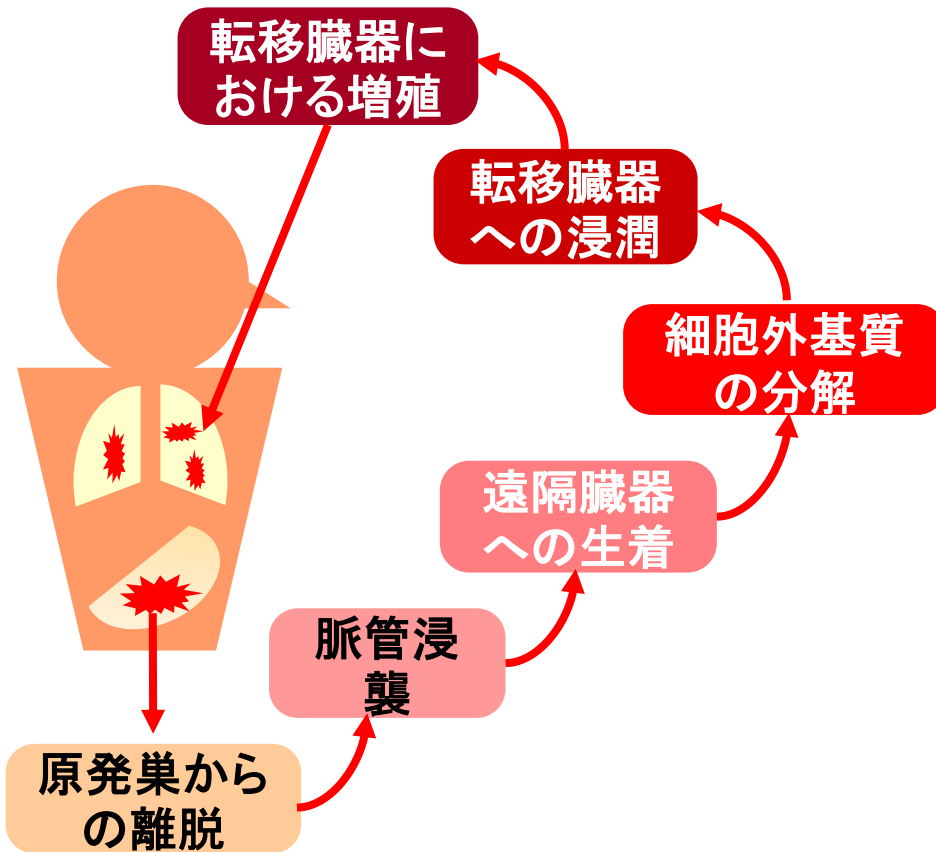 転移臓器に
おける増殖
転移臓器
への浸潤
細胞外基質
の分解
遠隔臓器
への生着
脈管浸
襲
原発巣から
の離脱